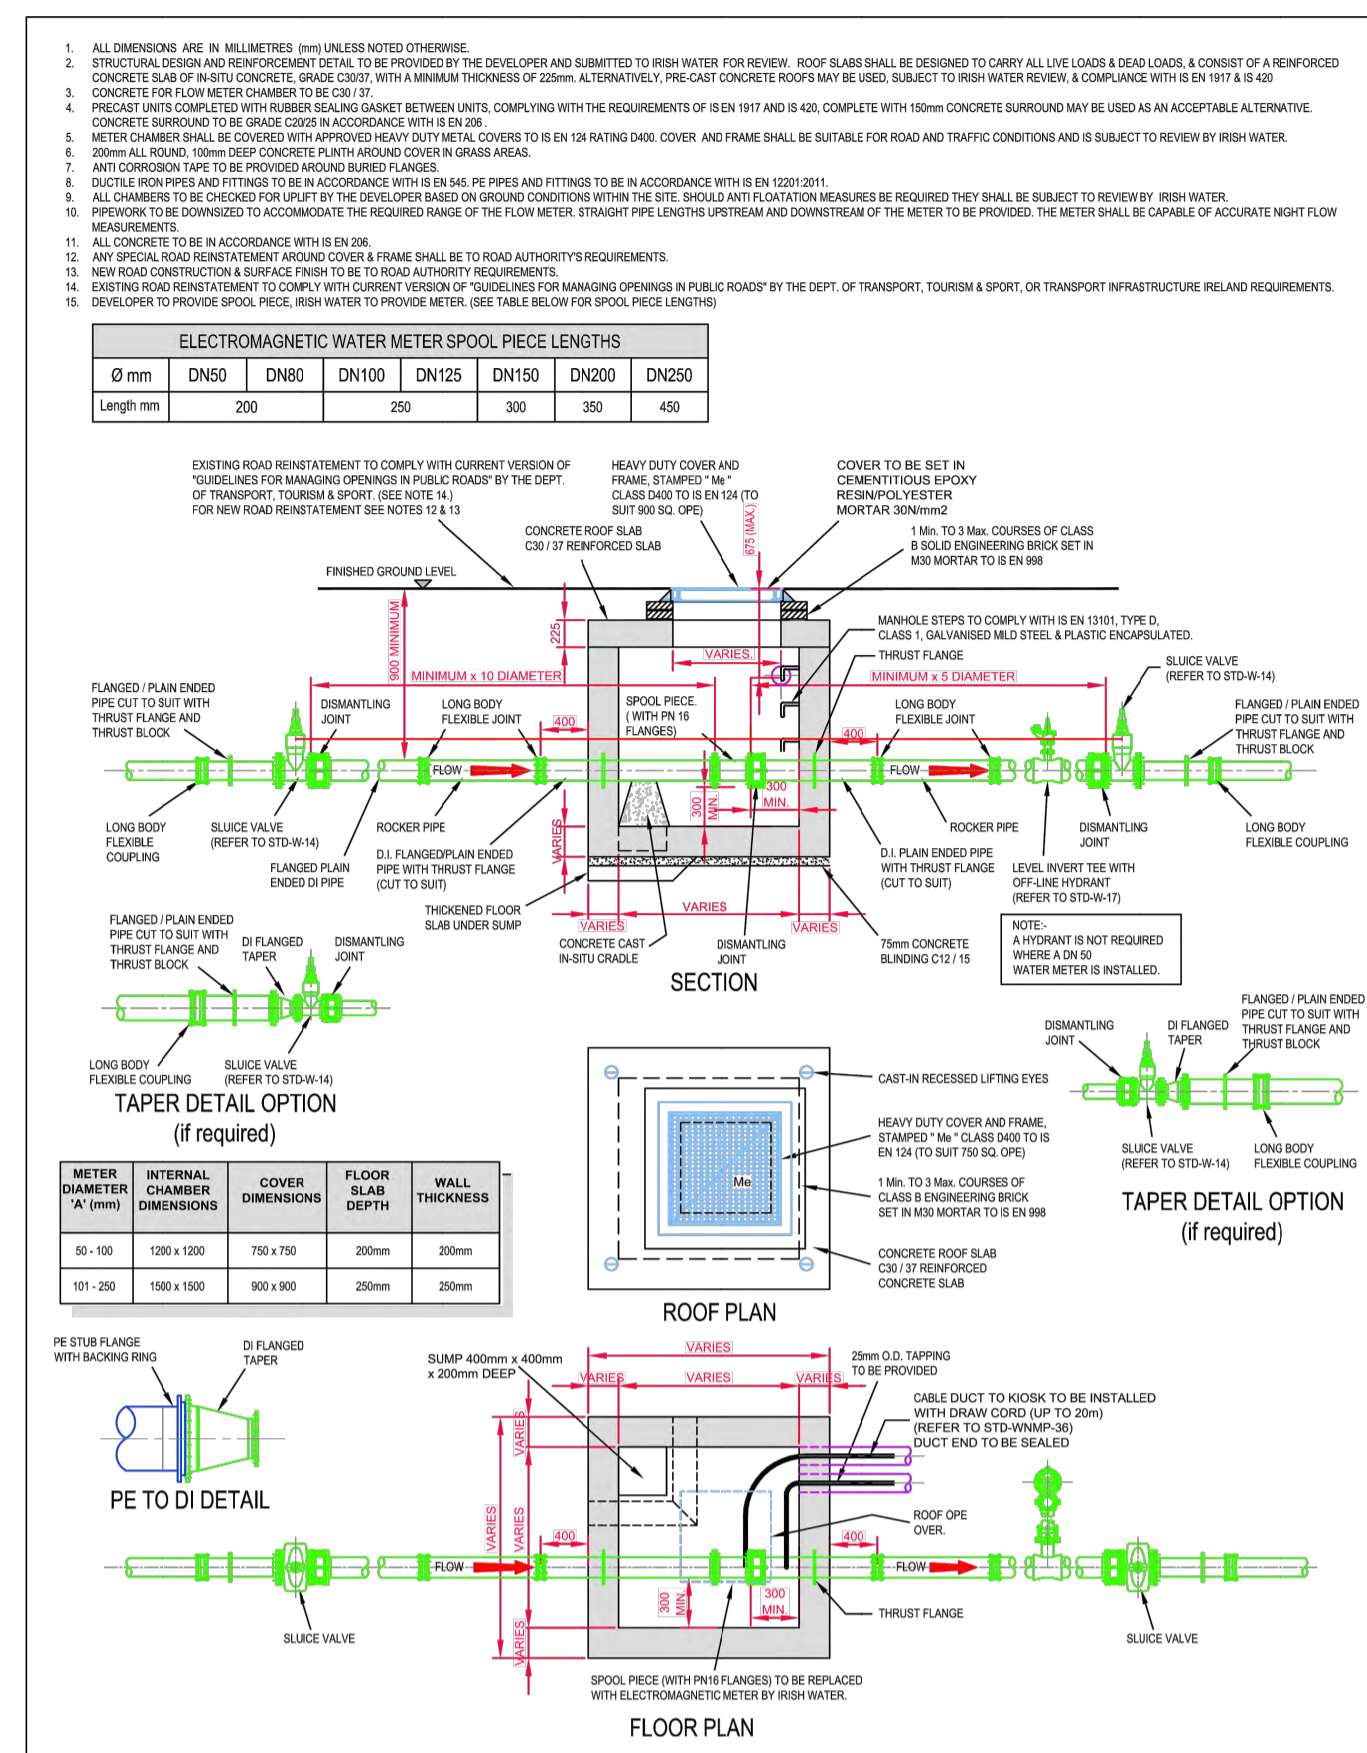 1. ALL DIMENSIONS ARE IN MILLIMETRES (mm) UNLESS NOTED OTHERWISE.
2. STRUCTURAL DESIGN AND REINFORCEMENT DETAIL TO BE PROVIDED BY THE DEVELOPER AND SUBMITTED TO IRISH WATER FOR REVIEW. ROOF SLABS SHALL BE DESIGNED TO CARRY ALL LIVE LOADS & DEAD LOADS, & CONSIST OF A REINFORCED
CONCRETE SLAB OF IN-SITU CONCRETE, GRADE C30/37, WITH A MINIMUM THICKNESS OF 225mm. ALTERNATIVELY, PRE-CAST CONCRETE ROOFS MAY BE USED, SUBJECT TO IRISH WATER REVIEW, & COMPLIANCE WITH IS EN 1917 & IS 420
3. CONCRETE FOR FLOW METER CHAMBER TO BE C30 / 37.
4. PRECAST UNITS COMPLETED WITH RUBBER SEALING GASKET BETWEEN UNITS, COMPLYING WITH THE REQUIREMENTS OF IS EN 1917 AND IS 420, COMPLETE WITH 150mm CONCRETE SURROUND MAY BE USED AS AN ACCEPTABLE ALTERNATIVE.
CONCRETE SURROUND TO BE GRADE C20/25 IN ACCORDANCE WITH IS EN 206 .
5. METER CHAMBER SHALL BE COVERED WITH APPROVED HEAVY DUTY METAL COVERS TO IS EN 124 RATING D400. COVER AND FRAME SHALL BE SUITABLE FOR ROAD AND TRAFFIC CONDITIONS AND IS SUBJECT TO REVIEW BY IRISH WATER.
6. 200mm ALL ROUND, 100mm DEEP CONCRETE PLINTH AROUND COVER IN GRASS AREAS.
7. ANTI CORROSION TAPE TO BE PROVIDED AROUND BURIED FLANGES.
8. DUCTILE IRON PIPES AND FITTINGS TO BE IN ACCORDANCE WITH IS EN 545. PE PIPES AND FITTINGS TO BE IN ACCORDANCE WITH IS EN 12201:2011.
9. ALL CHAMBERS TO BE CHECKED FOR UPLIFT BY THE DEVELOPER BASED ON GROUND CONDITIONS WITHIN THE SITE. SHOULD ANTI FLOATATION MEASURES BE REQUIRED THEY SHALL BE SUBJECT TO REVIEW BY IRISH WATER.
10. PIPEWORK TO BE DOWNSIZED TO ACCOMMODATE THE REQUIRED RANGE OF THE FLOW METER. STRAIGHT PIPE LENGTHS UPSTREAM AND DOWNSTREAM OF THE METER TO BE PROVIDED. THE METER SHALL BE CAPABLE OF ACCURATE NIGHT FLOW
MEASUREMENTS.
11. ALL CONCRETE TO BE IN ACCORDANCE WITH IS EN 206.
12. ANY SPECIAL ROAD REINSTATEMENT AROUND COVER & FRAME SHALL BE TO ROAD AUTHORITY'S REQUIREMENTS.
13. NEW ROAD CONSTRUCTION & SURFACE FINISH TO BE TO ROAD AUTHORITY REQUIREMENTS.
14. EXISTING ROAD REINSTATEMENT TO COMPLY WITH CURRENT VERSION OF "GUIDELINES FOR MANAGING OPENINGS IN PUBLIC ROADS" BY THE DEPT. OF TRANSPORT, TOURISM & SPORT, OR TRANSPORT INFRASTRUCTURE IRELAND REQUIREMENTS.
15. DEVELOPER TO PROVIDE SPOOL PIECE, IRISH WATER TO PROVIDE METER. (SEE TABLE BELOW FOR SPOOL PIECE LENGTHS)
ELECTROMAGNETIC WATER METER SPOOL PIECE LENGTHS
Ø mm DN50 DN80 DN100 DN125 DN150 DN200 DN250
Length mm 200 250 300 350 450
EXISTING ROAD REINSTATEMENT TO COMPLY WITH CURRENT VERSION OF
"GUIDELINES FOR MANAGING OPENINGS IN PUBLIC ROADS" BY THE DEPT.
OF TRANSPORT, TOURISM & SPORT. (SEE NOTE 14.)
FOR NEW ROAD REINSTATEMENT SEE NOTES 12 & 13
HEAVY DUTY COVER AND
FRAME, STAMPED " Me "
CLASS D400 TO IS EN 124 (TO
SUIT 900 SQ. OPE)
COVER TO BE SET IN
CEMENTITIOUS EPOXY
RESIN/POLYESTER
MORTAR 30N/mm2
CONCRETE ROOF SLAB
C30 / 37 REINFORCED SLAB
675 (MAX.)
1 Min. TO 3 Max. COURSES OF CLASS
B SOLID ENGINEERING BRICK SET IN
M30 MORTAR TO IS EN 998
FINISHED GROUND LEVEL
900 MINIMUM
225
VARIES.
MANHOLE STEPS TO COMPLY WITH IS EN 13101, TYPE D,
CLASS 1, GALVANISED MILD STEEL & PLASTIC ENCAPSULATED.
THRUST FLANGE
SLUICE VALVE
(REFER TO STD-W-14)
MINIMUM x 10 DIAMETER
MINIMUM x 5 DIAMETER
FLANGED / PLAIN ENDED
PIPE CUT TO SUIT WITH
THRUST FLANGE AND
THRUST BLOCK
DISMANTLING
JOINT
LONG BODY
FLEXIBLE JOINT
400
SPOOL PIECE.
( WITH PN 16
FLANGES)
400
LONG BODY
FLEXIBLE JOINT
FLANGED / PLAIN ENDED
PIPE CUT TO SUIT WITH
THRUST FLANGE AND
THRUST BLOCK
FLOW
FLOW
300
MIN.
300
MIN.
LONG BODY
FLEXIBLE
COUPLING
SLUICE VALVE
(REFER TO STD-W-14)
FLANGED PLAIN
ENDED DI PIPE
ROCKER PIPE
D.I. FLANGED/PLAIN ENDED
PIPE WITH THRUST FLANGE
(CUT TO SUIT)
VARIES
THICKENED FLOOR
SLAB UNDER SUMP
VARIES
VARIES
VARIES
CONCRETE CAST
IN-SITU CRADLE
DISMANTLING
JOINT
75mm CONCRETE
BLINDING C12 / 15
D.I. PLAIN ENDED PIPE
WITH THRUST FLANGE
(CUT TO SUIT)
ROCKER PIPE
LEVEL INVERT TEE WITH
OFF-LINE HYDRANT
(REFER TO STD-W-17)
DISMANTLING
JOINT
LONG BODY
FLEXIBLE COUPLING
NOTE:-
A HYDRANT IS NOT REQUIRED
WHERE A DN 50
WATER METER IS INSTALLED.
SECTION
FLANGED / PLAIN ENDED
PIPE CUT TO SUIT WITH
THRUST FLANGE AND
THRUST BLOCK
DI FLANGED
TAPER
DISMANTLING
JOINT
LONG BODY
FLEXIBLE COUPLING
SLUICE VALVE
(REFER TO STD-W-14)
TAPER DETAIL OPTION
(if required)
DISMANTLING
JOINT
DI FLANGED
TAPER
FLANGED / PLAIN ENDED
PIPE CUT TO SUIT WITH
THRUST FLANGE AND
THRUST BLOCK
SLUICE VALVE
(REFER TO STD-W-14)
LONG BODY
FLEXIBLE COUPLING
TAPER DETAIL OPTION
(if required)
CAST-IN RECESSED LIFTING EYES
HEAVY DUTY COVER AND FRAME,
STAMPED " Me " CLASS D400 TO IS
EN 124 (TO SUIT 750 SQ. OPE)
Me
1 Min. TO 3 Max. COURSES OF
CLASS B ENGINEERING BRICK
SET IN M30 MORTAR TO IS EN 998
CONCRETE ROOF SLAB
C30 / 37 REINFORCED
CONCRETE SLAB
ROOF PLAN
METER DIAMETER 'A' (mm) INTERNAL CHAMBER DIMENSIONS COVER DIMENSIONS FLOOR SLAB DEPTH WALL THICKNESS
50 - 100 1200 x 1200 750 x 750 200mm 200mm
101 - 250 1500 x 1500 900 x 900 250mm 250mm
PE STUB FLANGE
WITH BACKING RING
DI FLANGED
TAPER
PE TO DI DETAIL
SUMP 400mm x 400mm
x 200mm DEEP
VARIES
VARIES
VARIES
VARIES
25mm O.D. TAPPING
TO BE PROVIDED
CABLE DUCT TO KIOSK TO BE INSTALLED
WITH DRAW CORD (UP TO 20m)
(REFER TO STD-WNMP-36)
DUCT END TO BE SEALED
VARIES
VARIES
VARIES
VARIES
ROOF OPE
OVER.
400
400
FLOW
FLOW
300
MIN.
300
MIN.
THRUST FLANGE
SLUICE VALVE
SLUICE VALVE
SPOOL PIECE (WITH PN16 FLANGES) TO BE REPLACED
WITH ELECTROMAGNETIC METER BY IRISH WATER.
FLOOR PLAN